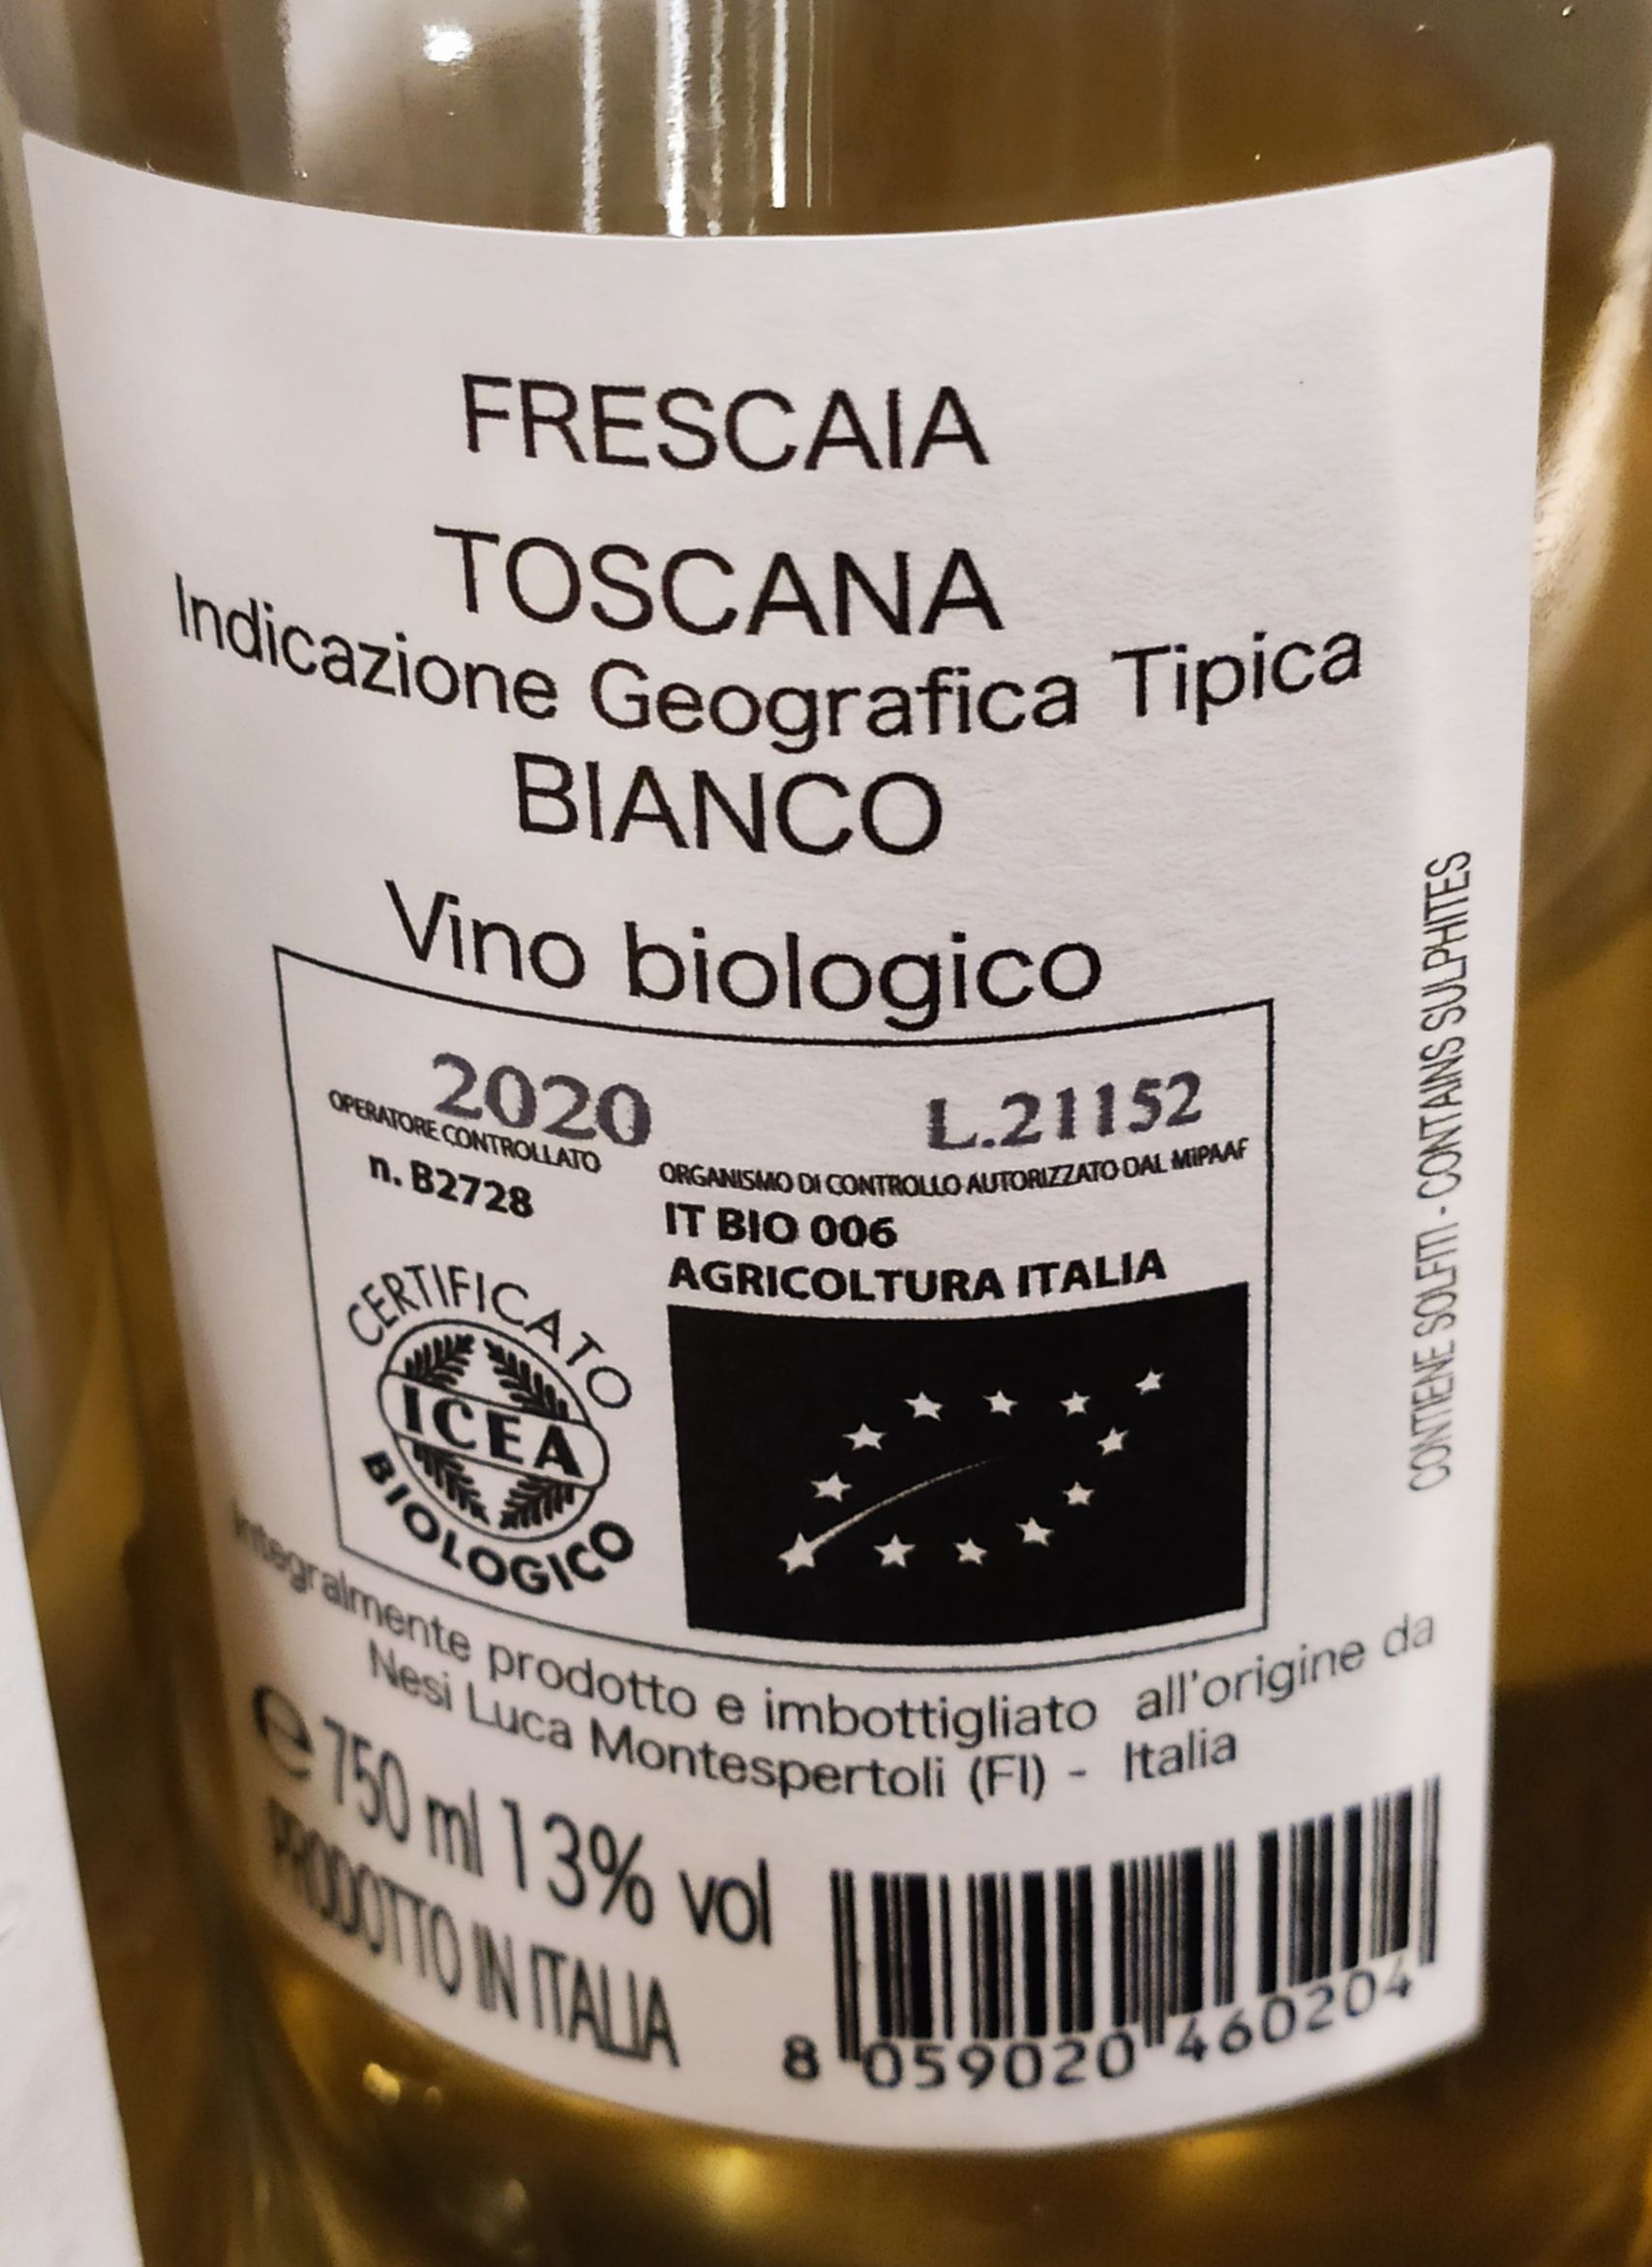 FRESCAIA
TOSCANA
Indicazione Geografica Tipica
BIANCO
Vino biologico
2020
OPERATORE CONTROLLATO
n. B2728
CERTIFICATO
ICEA
BIOLOGICO
L.21152
ORGANISMO DI CONTROLLO AUTORIZZATO DAL MiPAAF
IT BIO 006
AGRICOLTURA ITALIA
CONTIENE SOLFITI - CONTAINS SULPHITES
Integralmente prodotto e imbottigliato all'origine da
Nesi Luca Montespertoli (FI) - Italia
e 750 ml 13% vol
PRODOTTO IN ITALIA
8 059020 460204